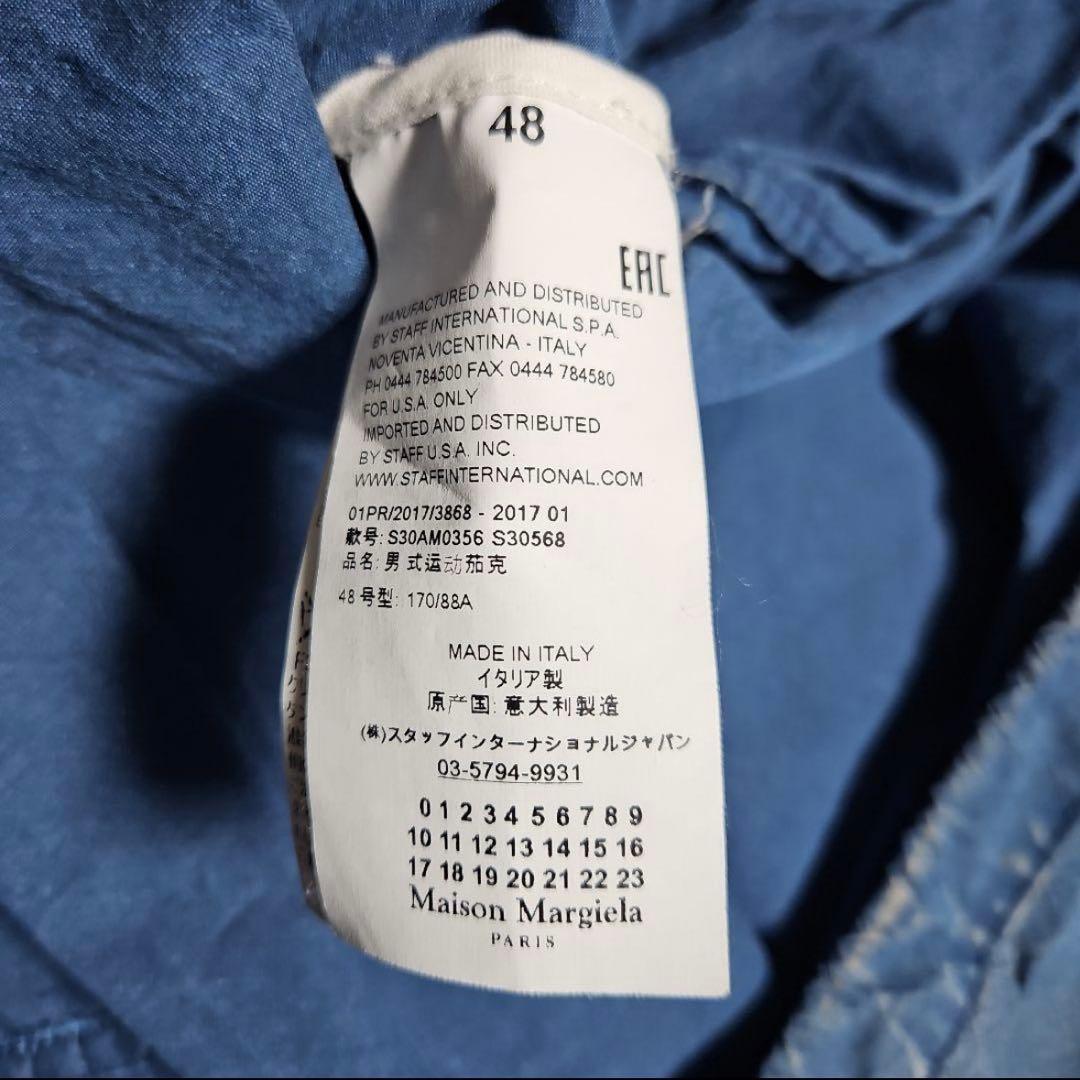 48
EAC
MANUFACTURED AND DISTRIBUTED
BY STAFF INTERNATIONAL S.P.A.
NOVENTA VICENTINA - ITALY
PH 0444 784500 FAX 0444 784580
FOR U.S.A. ONLY
IMPORTED AND DISTRIBUTED
BY STAFF U.S.A. INC.
WWW.STAFFINTERNATIONAL.COM
01PR/2017/3868 - 2017 01
款号: S30AM0356 S30568
品名: 男式运动茄克
48 号型: 170/88A
MADE IN ITALY
イタリア製
原产国: 意大利製造
(株)スタッフインターナショナルジャパン
03-5794-9931
0 1 2 3 4 5 6 7 8 9
10 11 12 13 14 15 16
17 18 19 20 21 22 23
Maison Margiela
PARIS